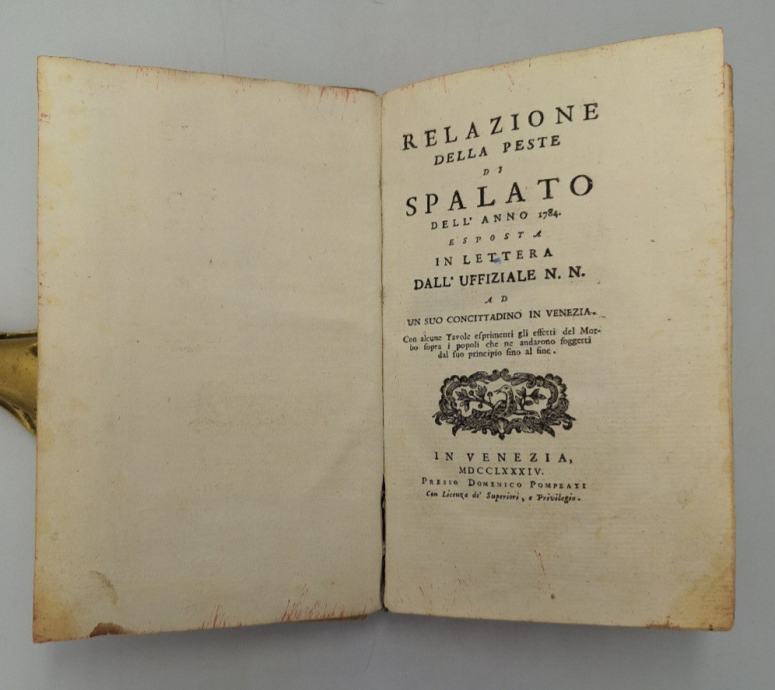 RELAZIONE
DELLA PESTE
DI
SPALATO
DELL' ANNO 1784.
ESPOSTA
IN LETTERA
DALL' UFFIZIALE N. N.
AD
UN SUO CONCITTADINO IN VENEZIA.
Con alcune Tavole eſprimenti gli effetti del Mor-
bo ſopra i popoli che ne andarono ſoggetti
dal ſuo principio ſino al fine.
IN VENEZIA,
MDCCLXXXIV.
PRESSO DOMENICO POMPEATI
Con Licenza de' Superiori, e Privilegio.